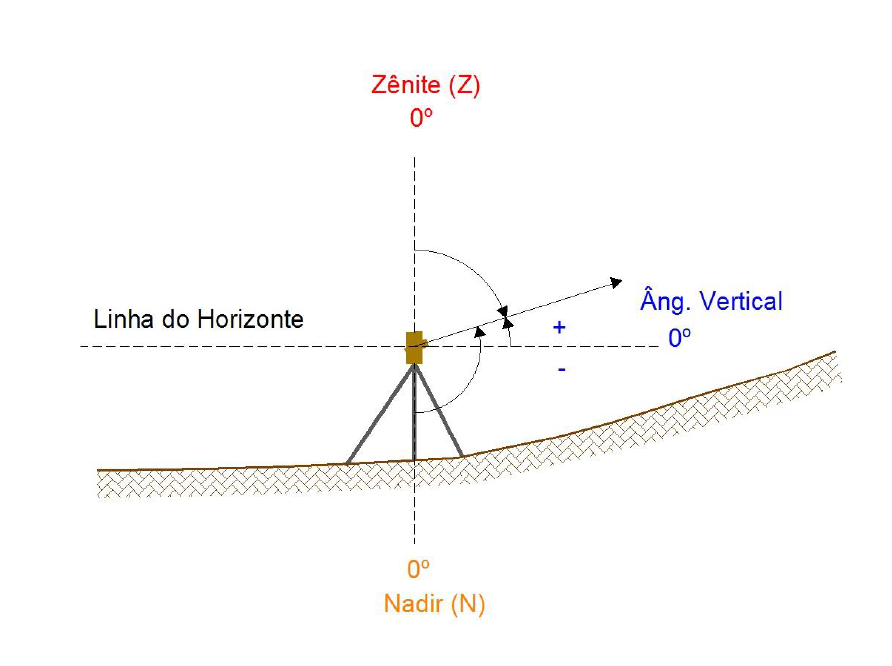 Zênite (Z)
0º
Linha do Horizonte
Âng. Vertical
+
0º
-
0º
Nadir (N)